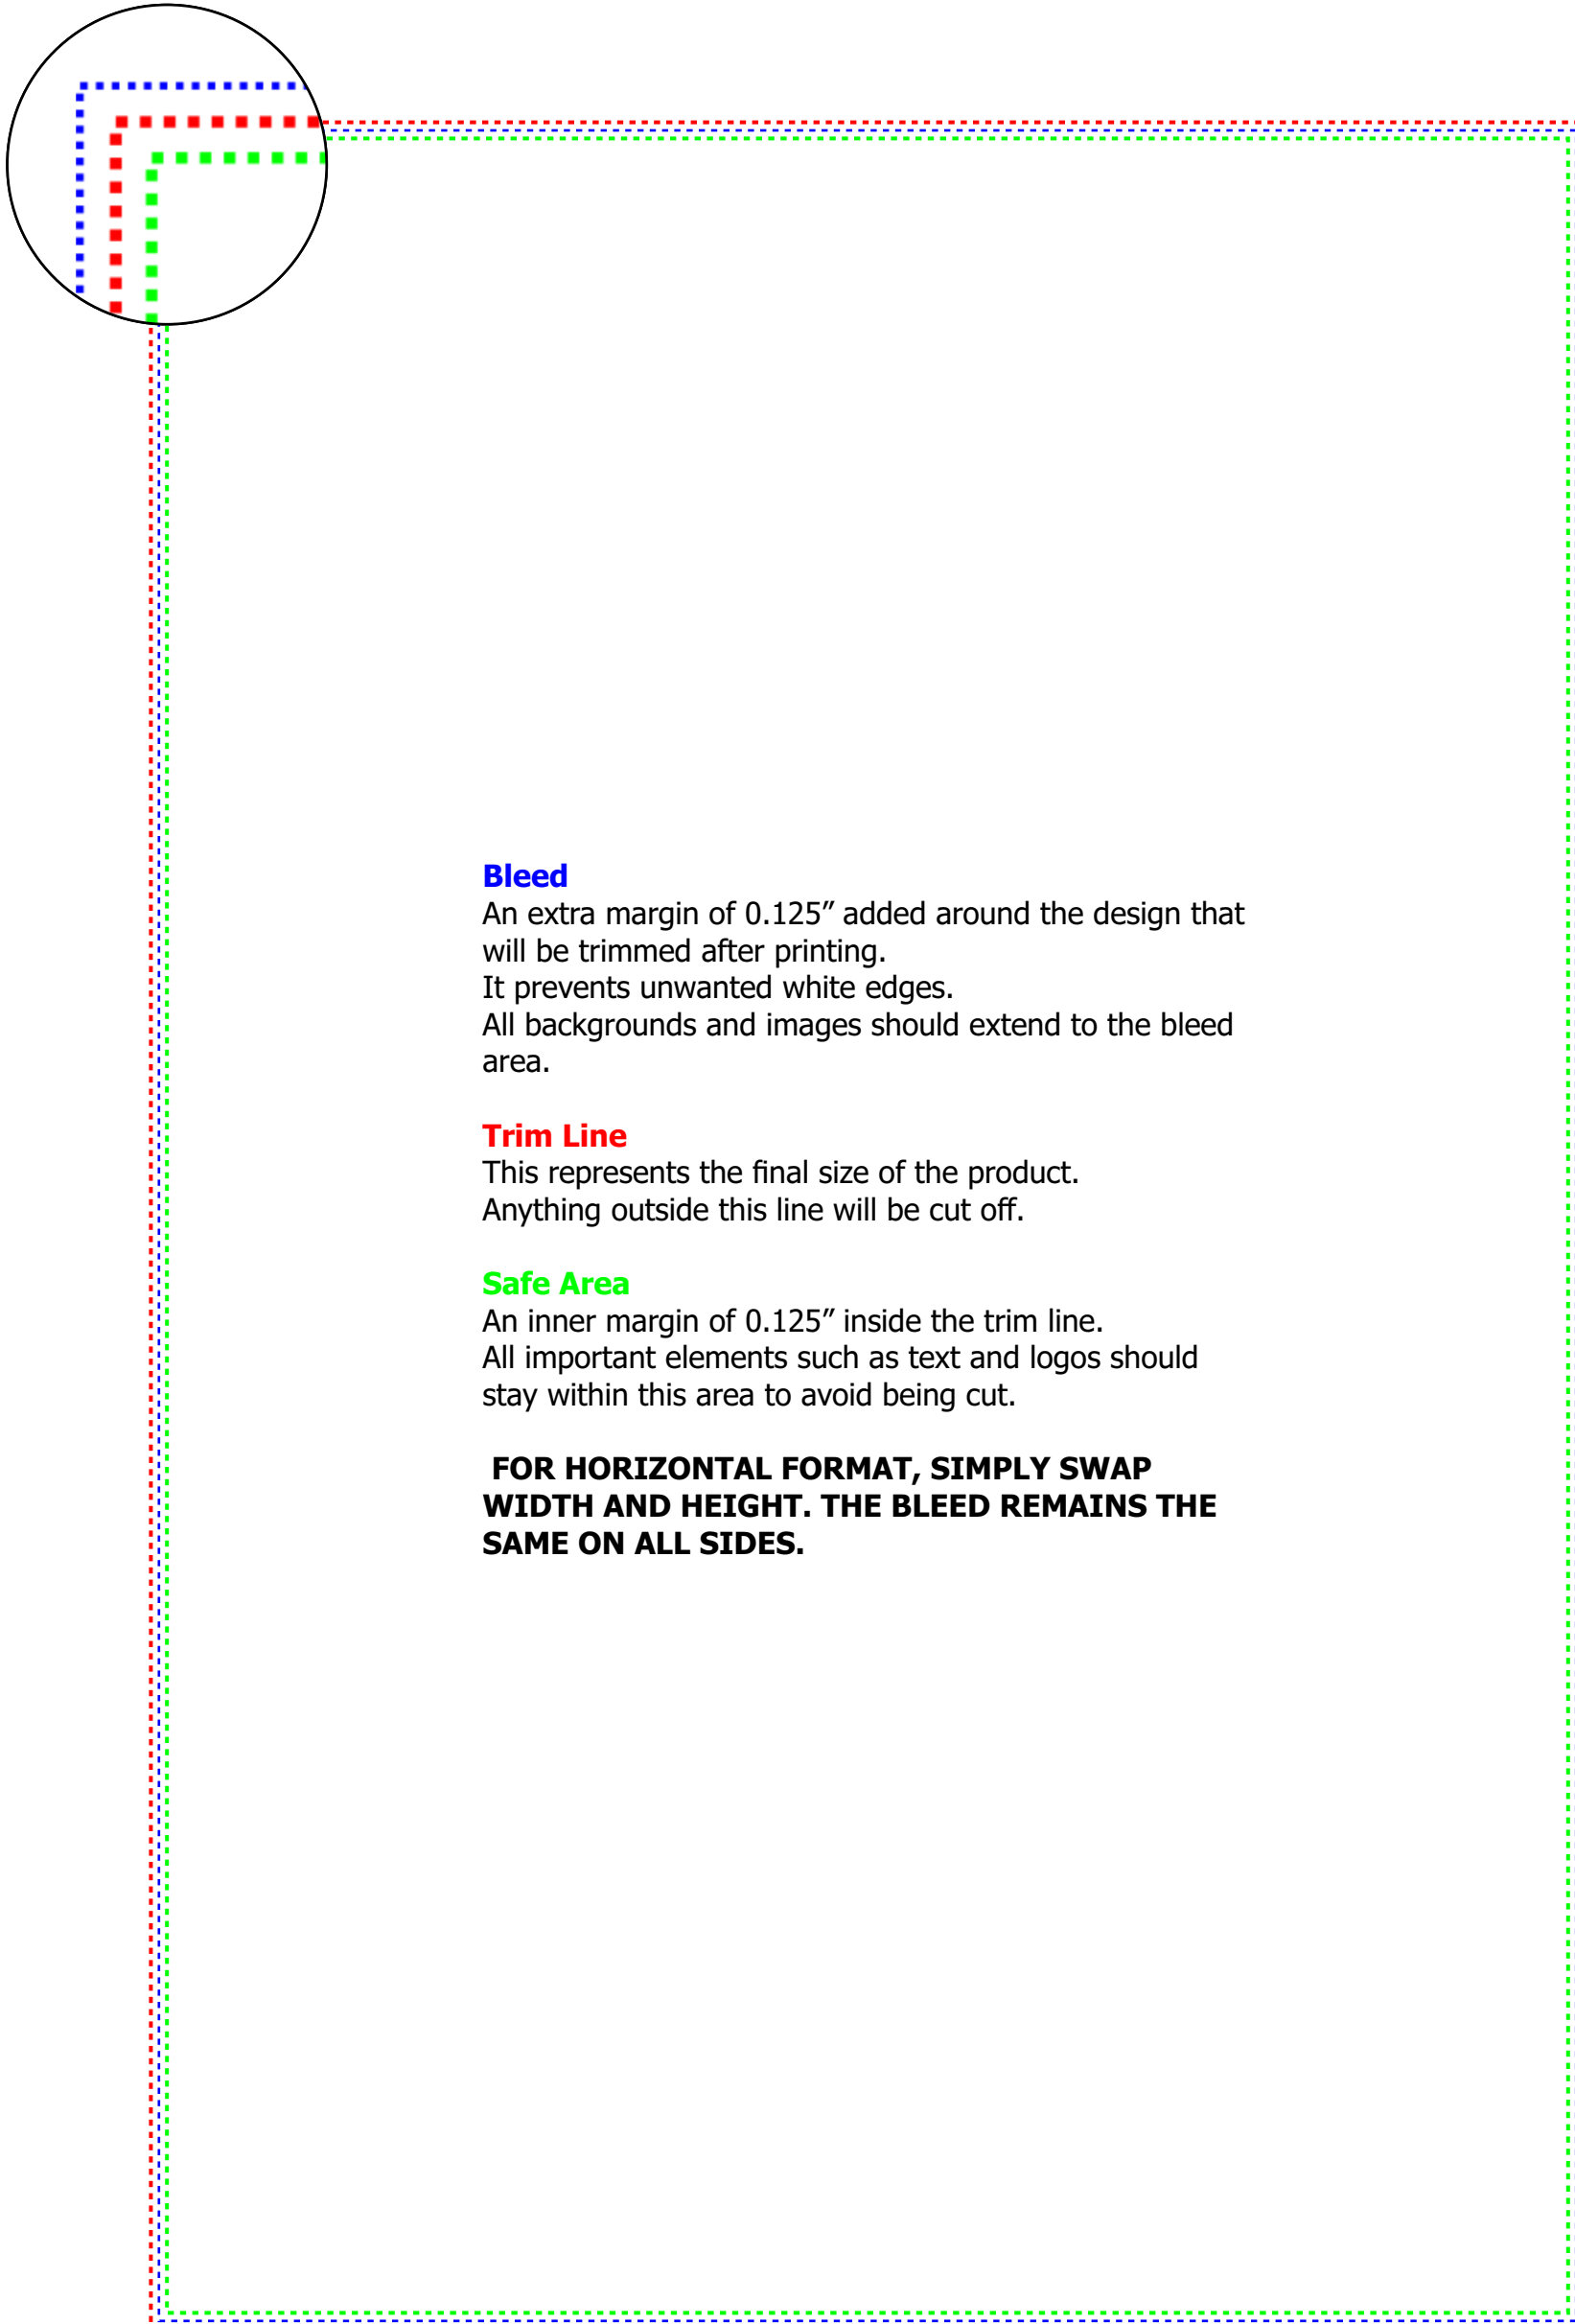 Bleed
An extra margin of 0.125” added around the design that
will be trimmed after printing.
It prevents unwanted white edges.
All backgrounds and images should extend to the bleed
area.
Trim Line
This represents the final size of the product.
Anything outside this line will be cut off.
Safe Area
An inner margin of 0.125” inside the trim line.
All important elements such as text and logos should
stay within this area to avoid being cut.
FOR HORIZONTAL FORMAT, SIMPLY SWAP
WIDTH AND HEIGHT. THE BLEED REMAINS THE
SAME ON ALL SIDES.